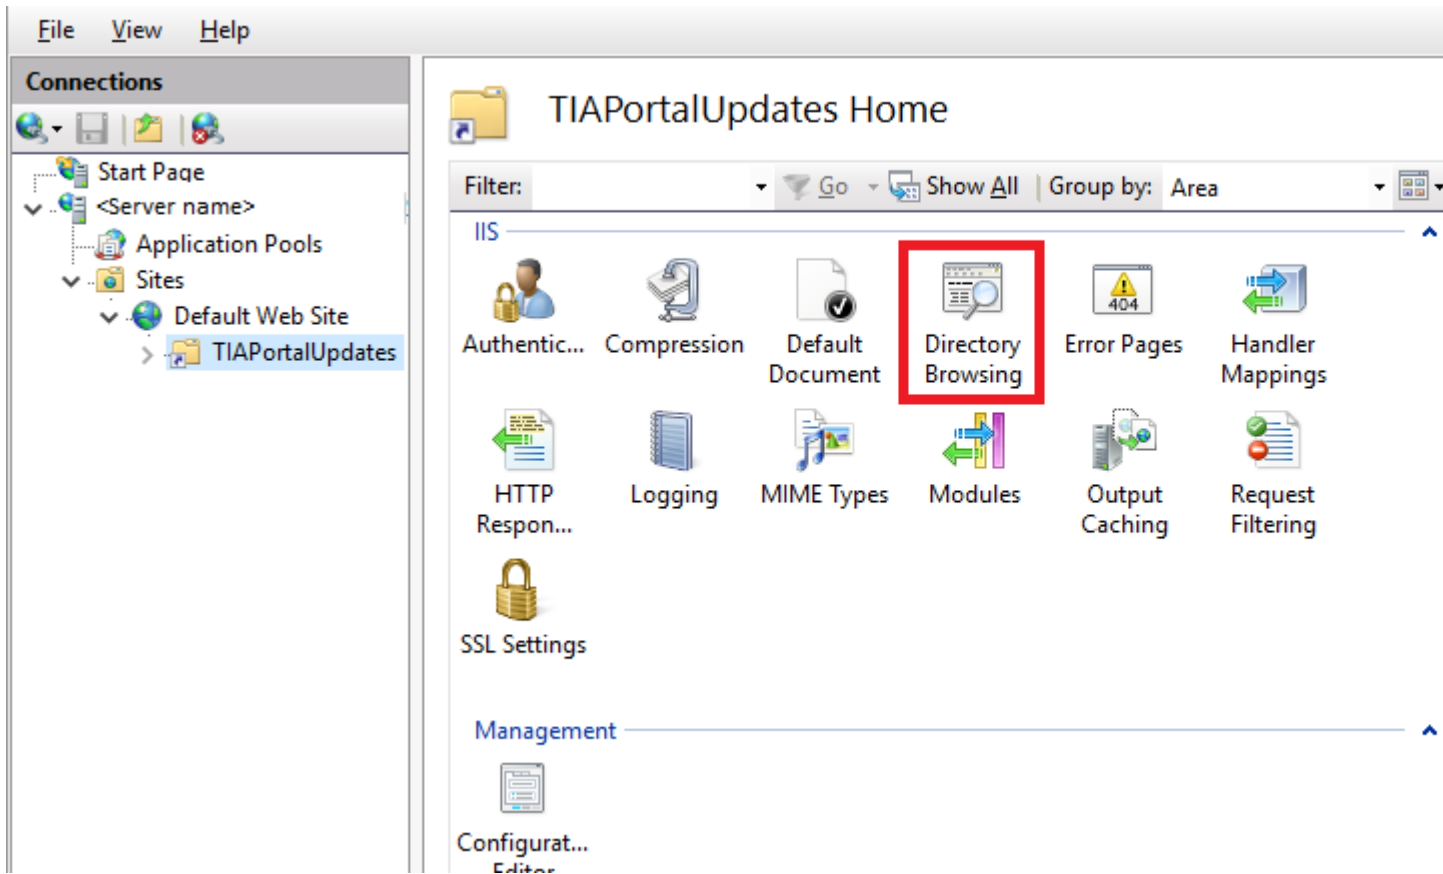 File View Help
Connections
Start Page
<Server name>
Application Pools
Sites
Default Web Site
TIAPortalUpdates
TIAPortalUpdates Home
Filter: Go Show All Group by: Area
IIS
Authentic... Compression Default Document Directory Browsing Error Pages Handler Mappings
404
HTTP Respon... Logging MIME Types Modules Output Caching Request Filtering
SSL Settings
Management
Configurat...
Editor